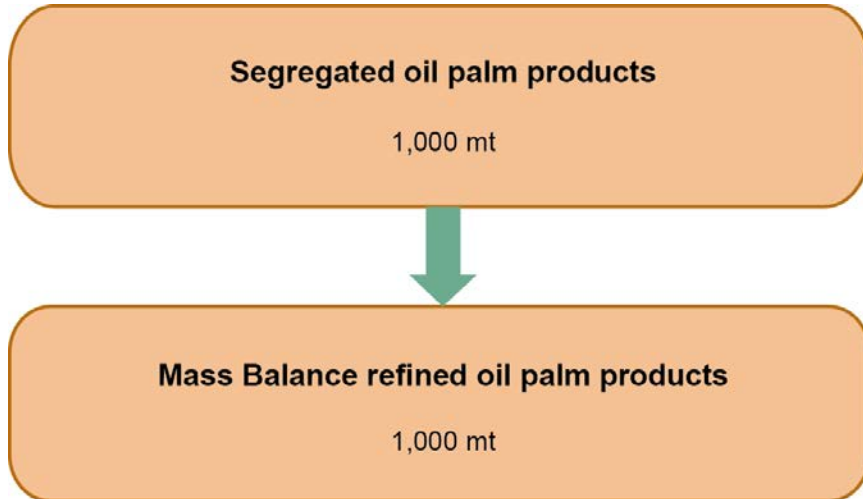 Segregated oil palm products
1,000 mt
Mass Balance refined oil palm products
1,000 mt